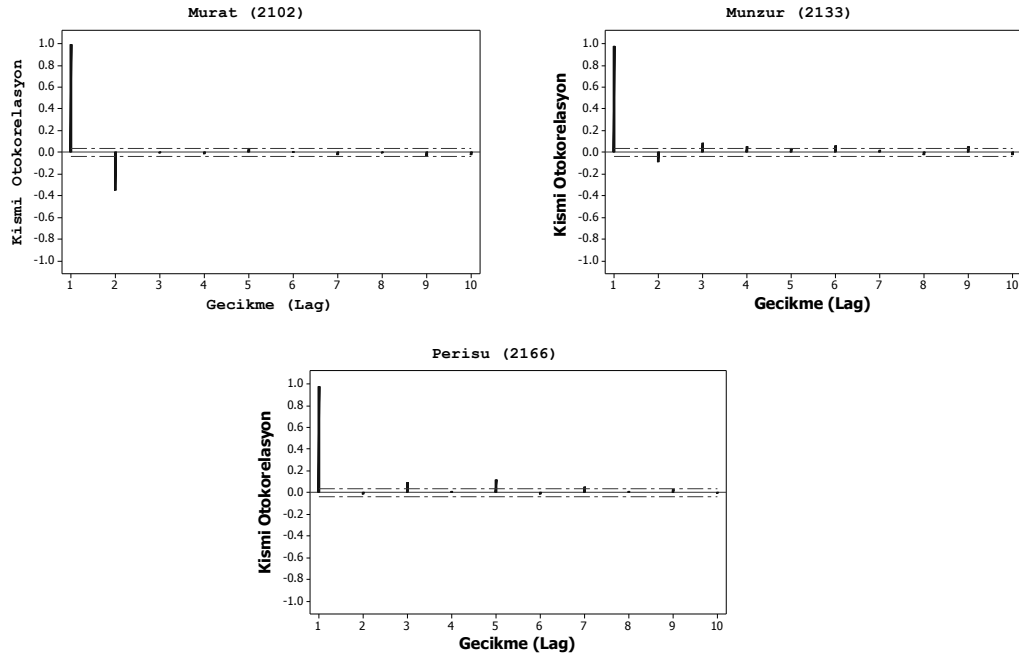 Murat (2102)
Kısmi Otokorelasyon
1.0
0.8
0.6
0.4
0.2
0.0
-0.2
-0.4
-0.6
-0.8
-1.0
1 2 3 4 5 6 7 8 9 10
Gecikme (Lag)
Munzur (2133)
Kısmi Otokorelasyon
1.0
0.8
0.6
0.4
0.2
0.0
-0.2
-0.4
-0.6
-0.8
-1.0
1 2 3 4 5 6 7 8 9 10
Gecikme (Lag)
Perisu (2166)
Kısmi Otokorelasyon
1.0
0.8
0.6
0.4
0.2
0.0
-0.2
-0.4
-0.6
-0.8
-1.0
1 2 3 4 5 6 7 8 9 10
Gecikme (Lag)